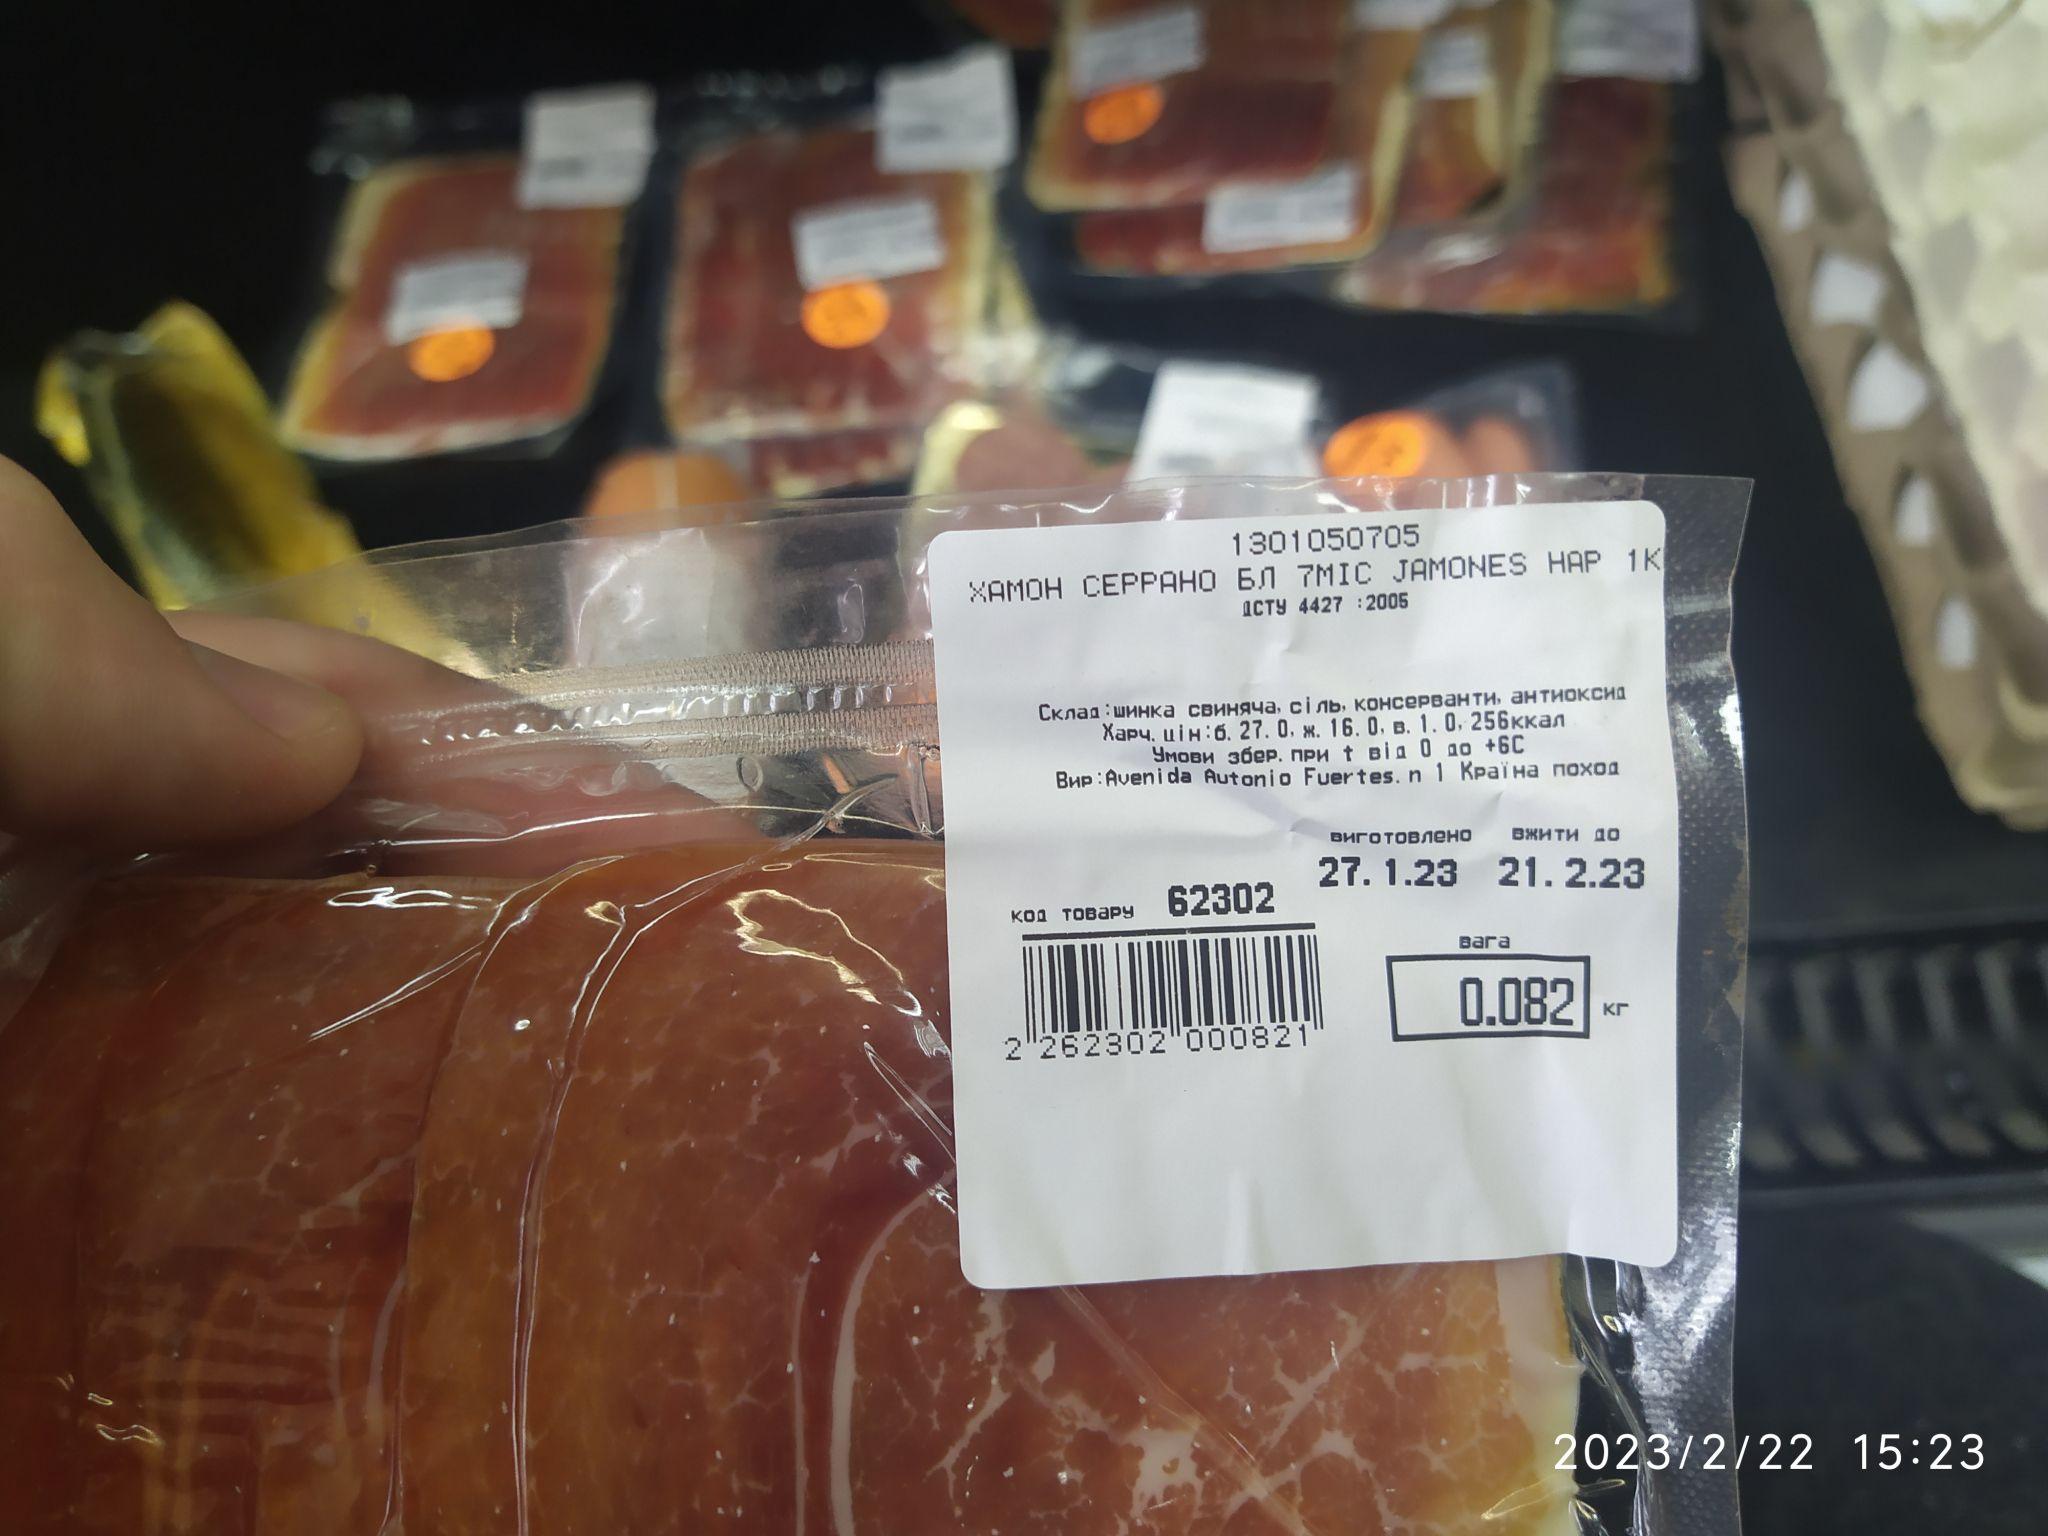 1301050705
ХАМОН СЕРРАНО БЛ 7МІС JAMONES НАР 1К
ДСТУ 4427 :2005
Склад:шинка свиняча, сіль, консерванти, антиоксид
Харч. цін:б. 27.0, ж. 16.0, в. 1.0, 256ккал
Умови збер. при t від 0 до +6С
Вир:Avenida Autonio Fuertes. n 1 Країна поход
виготовлено вжити до
27. 1.23 21. 2.23
код товару 62302
вага
0.082 кг
2 262302 000821
2023/2/22 15:23